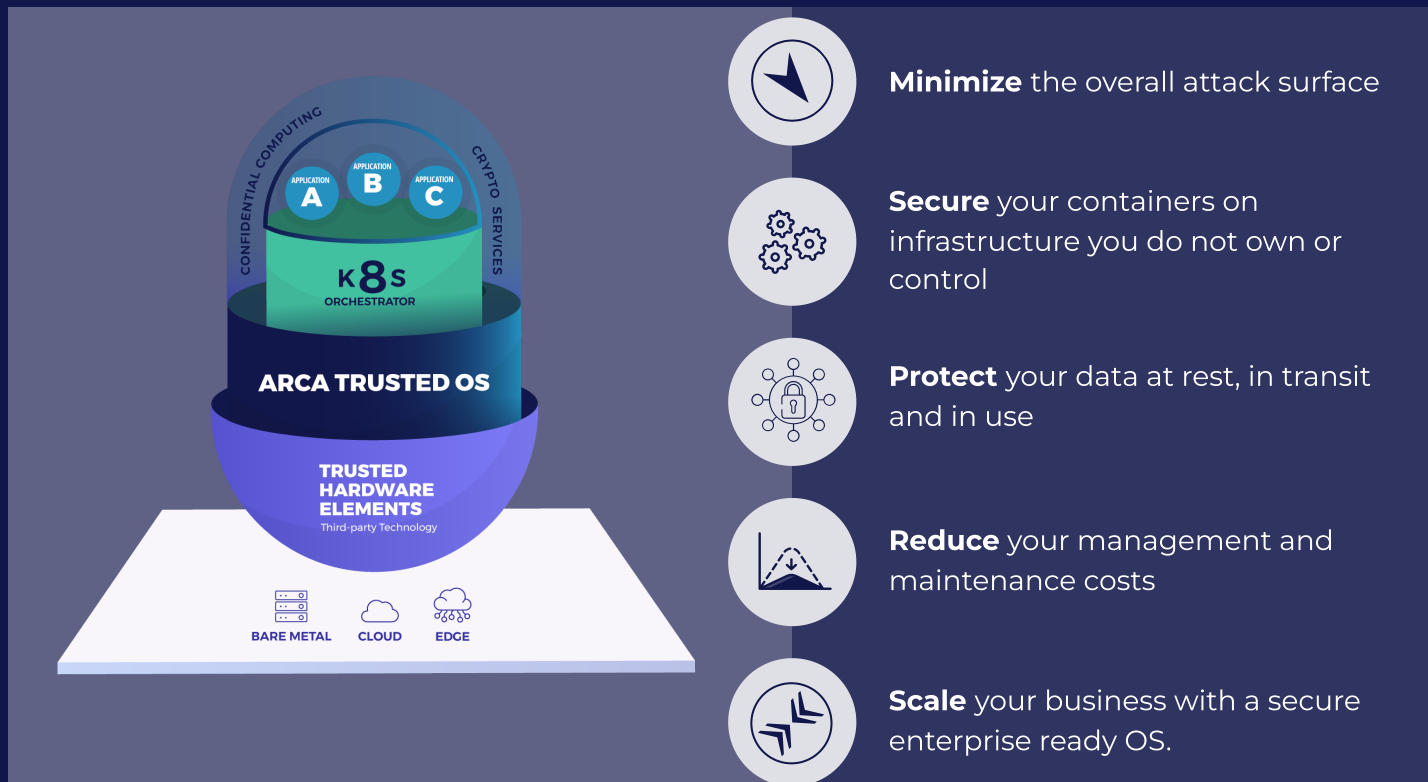 CONFIDENTIAL COMPUTING
CRYPTO SERVICES
APPLICATION
A
APPLICATION
B
APPLICATION
C
K8S
ORCHESTRATOR
ARCA TRUSTED OS
TRUSTED
HARDWARE
ELEMENTS
Third-party Technology
BARE METAL
CLOUD
EDGE
Minimize the overall attack surface
Secure your containers on
infrastructure you do not own or
control
Protect your data at rest, in transit
and in use
Reduce your management and
maintenance costs
Scale your business with a secure
enterprise ready OS.